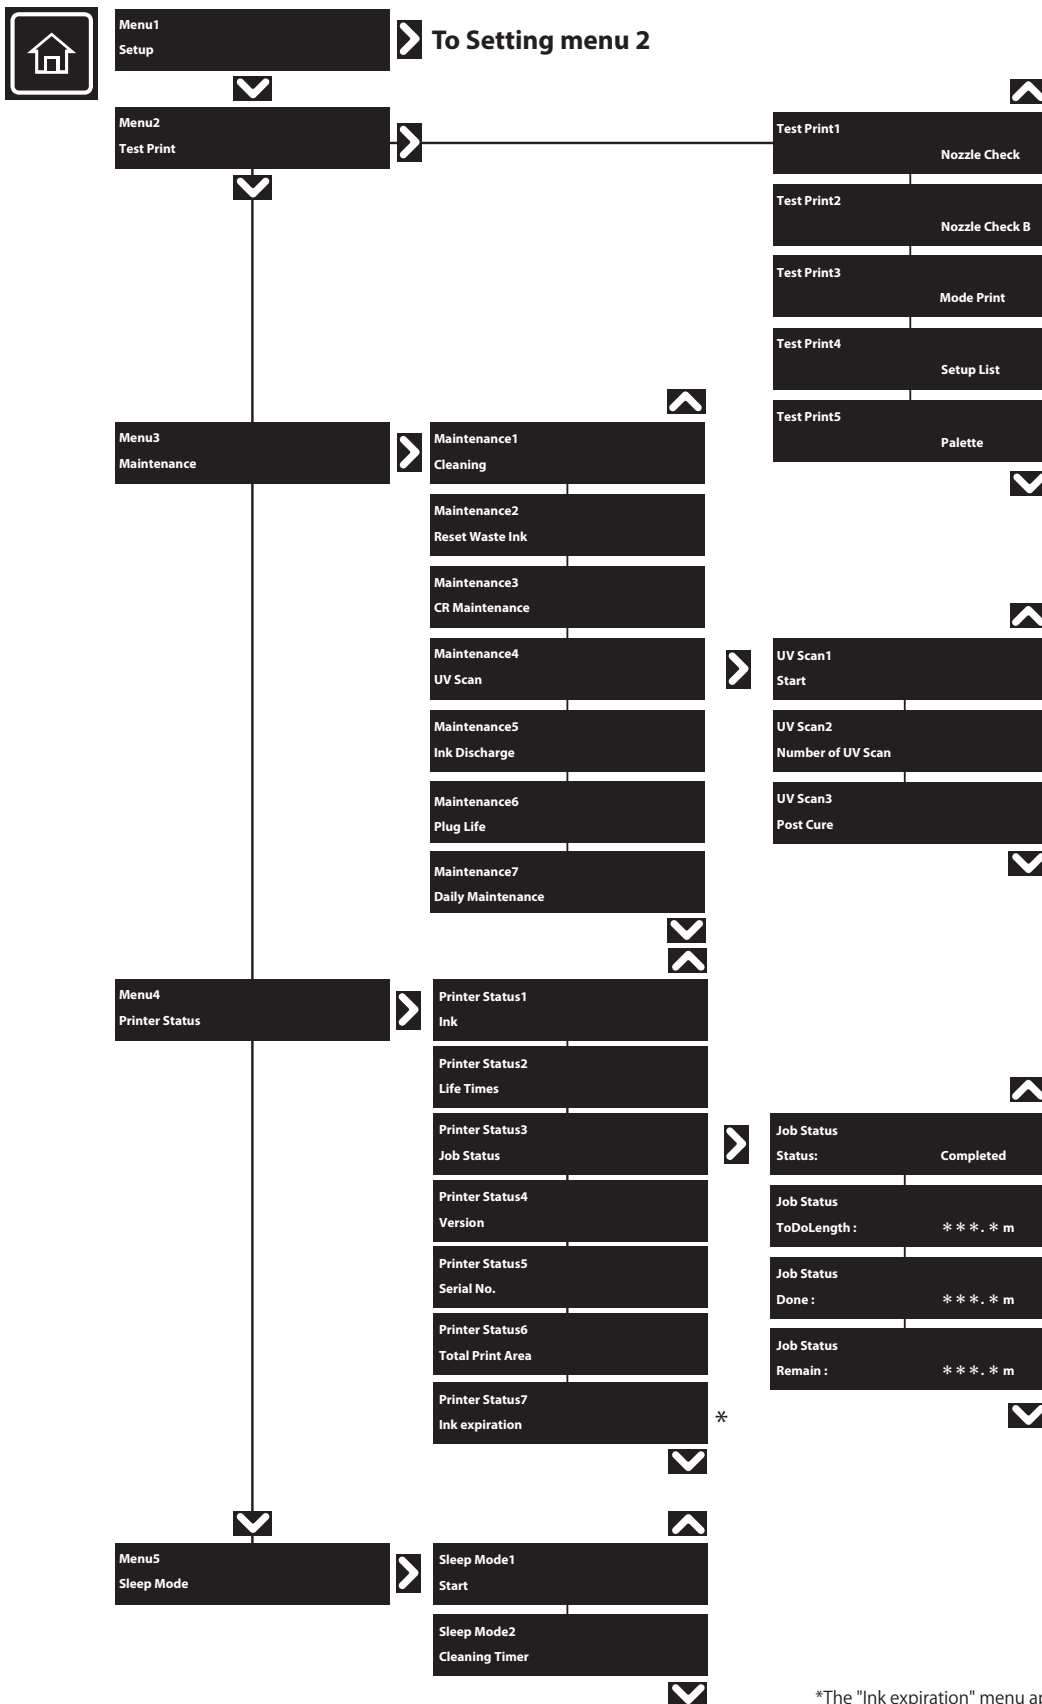 Menu1
Setup
To Setting menu 2
Menu2
Test Print
Test Print1
Nozzle Check
Test Print2
Nozzle Check B
Test Print3
Mode Print
Test Print4
Setup List
Test Print5
Palette
Menu3
Maintenance
Maintenance1
Cleaning
Maintenance2
Reset Waste Ink
Maintenance3
CR Maintenance
Maintenance4
UV Scan
Maintenance5
Ink Discharge
Maintenance6
Plug Life
Maintenance7
Daily Maintenance
UV Scan1
Start
UV Scan2
Number of UV Scan
UV Scan3
Post Cure
Menu4
Printer Status
Printer Status1
Ink
Printer Status2
Life Times
Printer Status3
Job Status
Printer Status4
Version
Printer Status5
Serial No.
Printer Status6
Total Print Area
Printer Status7
Ink expiration
*
Job Status
Status: Completed
Job Status
ToDoLength : ***.* m
Job Status
Done : ***.* m
Job Status
Remain : ***.* m
Menu5
Sleep Mode
Sleep Mode1
Start
Sleep Mode2
Cleaning Timer
*The "Ink expiration" menu